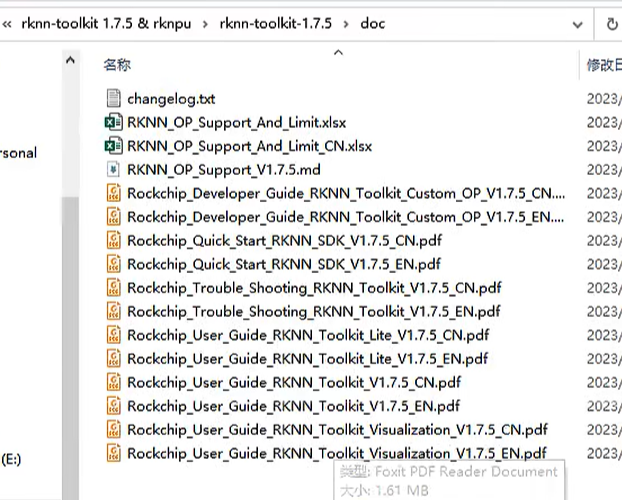 « rknn-toolkit 1.7.5 & rknpu > rknn-toolkit-1.7.5 > doc
名称 修改日
changelog.txt 2023/
RKNN_OP_Support_And_Limit.xlsx 2023/
RKNN_OP_Support_And_Limit_CN.xlsx 2023/
RKNN_OP_Support_V1.7.5.md 2023/
Rockchip_Developer_Guide_RKNN_Toolkit_Custom_OP_V1.7.5_CN.... 2023/
Rockchip_Developer_Guide_RKNN_Toolkit_Custom_OP_V1.7.5_EN.... 2023/
Rockchip_Quick_Start_RKNN_SDK_V1.7.5_CN.pdf 2023/
Rockchip_Quick_Start_RKNN_SDK_V1.7.5_EN.pdf 2023/
Rockchip_Trouble_Shooting_RKNN_Toolkit_V1.7.5_CN.pdf 2023/
Rockchip_Trouble_Shooting_RKNN_Toolkit_V1.7.5_EN.pdf 2023/
Rockchip_User_Guide_RKNN_Toolkit_Lite_V1.7.5_CN.pdf 2023/
Rockchip_User_Guide_RKNN_Toolkit_Lite_V1.7.5_EN.pdf 2023/
Rockchip_User_Guide_RKNN_Toolkit_V1.7.5_CN.pdf 2023/
Rockchip_User_Guide_RKNN_Toolkit_V1.7.5_EN.pdf 2023/
Rockchip_User_Guide_RKNN_Toolkit_Visualization_V1.7.5_CN.pdf 2023/
Rockchip_User_Guide_RKNN_Toolkit_Visualization_V1.7.5_EN.pdf 2023/
类型: Foxit PDF Reader Document
大小: 1.61 MB
rsonal
(E:)